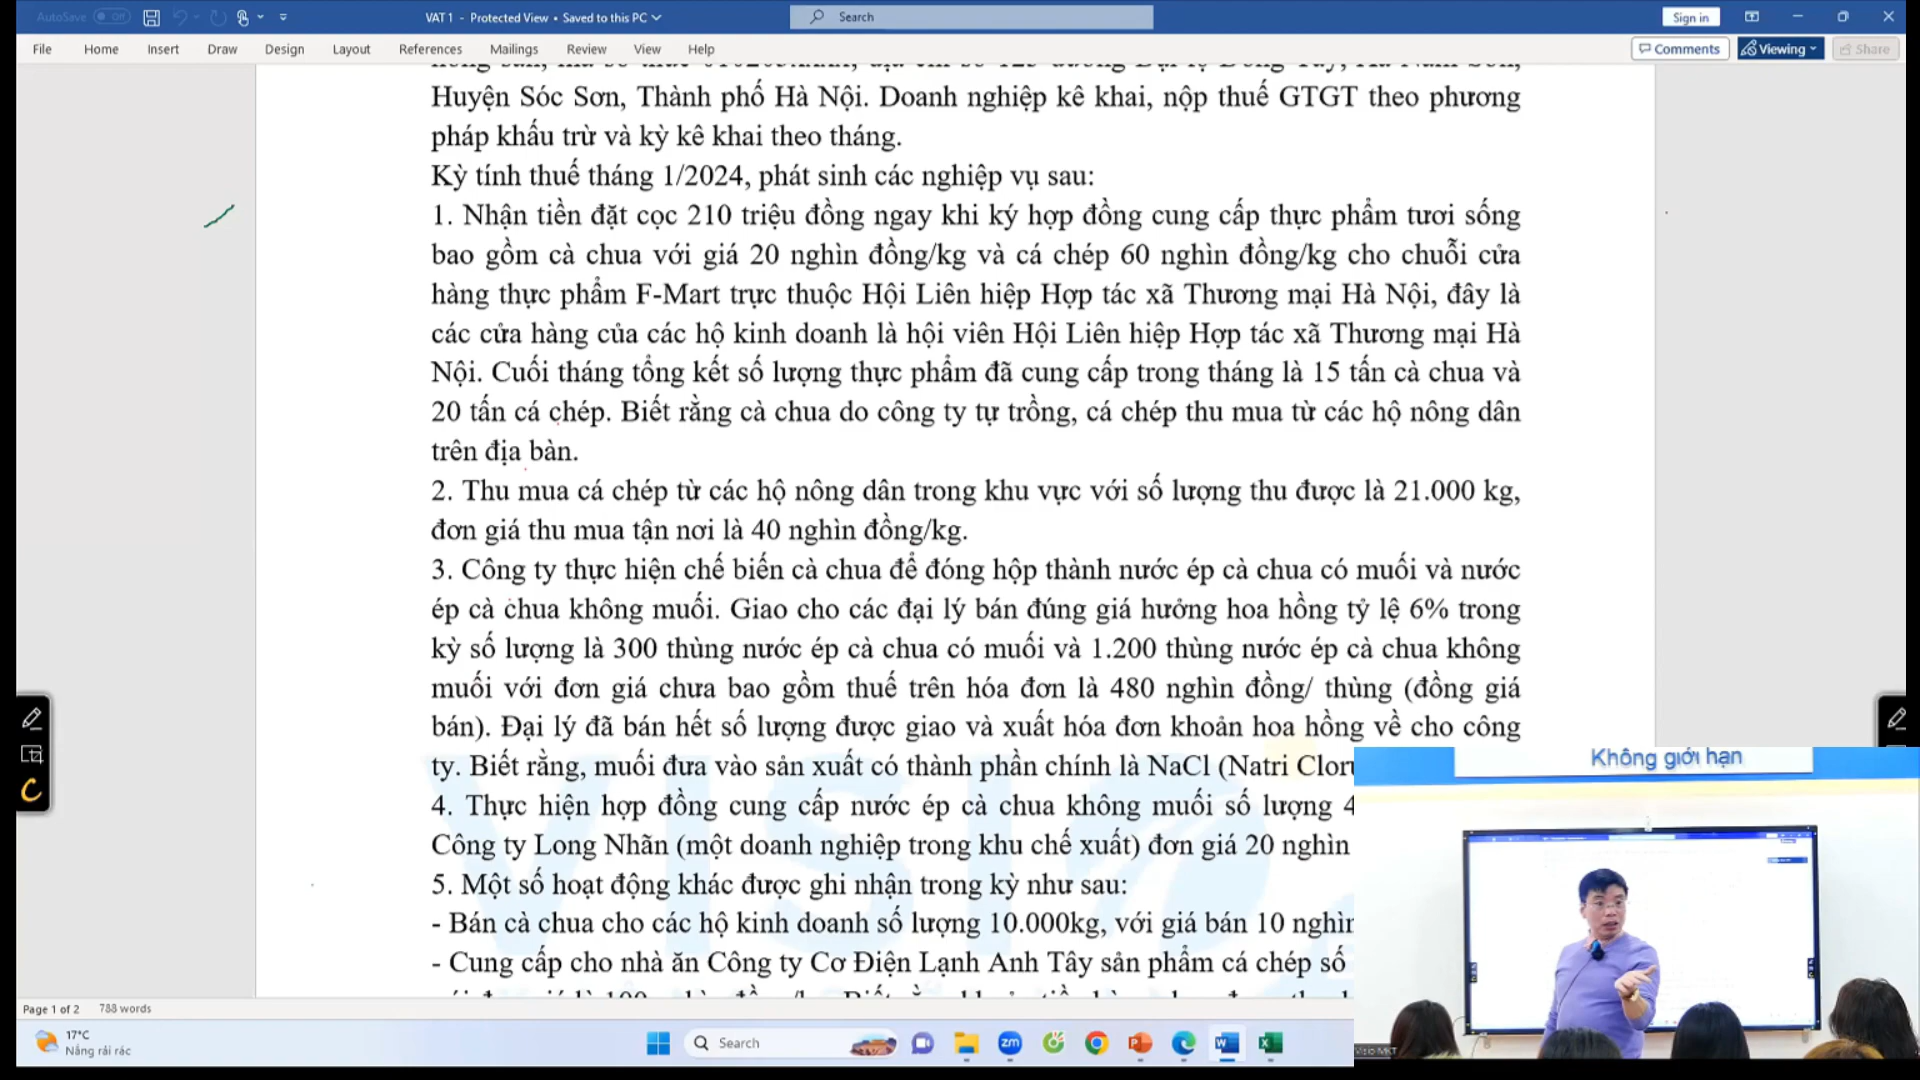 AutoSave Off
VAT 1 - Protected View • Saved to this PC
Search
Sign in
File Home Insert Draw Design Layout References Mailings Review View Help
Comments Viewing Share
Huyện Sóc Sơn, Thành phố Hà Nội. Doanh nghiệp kê khai, nộp thuế GTGT theo phương
pháp khấu trừ và kỳ kê khai theo tháng.
Kỳ tính thuế tháng 1/2024, phát sinh các nghiệp vụ sau:
1. Nhận tiền đặt cọc 210 triệu đồng ngay khi ký hợp đồng cung cấp thực phẩm tươi sống
bao gồm cà chua với giá 20 nghìn đồng/kg và cá chép 60 nghìn đồng/kg cho chuỗi cửa
hàng thực phẩm F-Mart trực thuộc Hội Liên hiệp Hợp tác xã Thương mại Hà Nội, đây là
các cửa hàng của các hộ kinh doanh là hội viên Hội Liên hiệp Hợp tác xã Thương mại Hà
Nội. Cuối tháng tổng kết số lượng thực phẩm đã cung cấp trong tháng là 15 tấn cà chua và
20 tấn cá chép. Biết rằng cà chua do công ty tự trồng, cá chép thu mua từ các hộ nông dân
trên địa bàn.
2. Thu mua cá chép từ các hộ nông dân trong khu vực với số lượng thu được là 21.000 kg,
đơn giá thu mua tận nơi là 40 nghìn đồng/kg.
3. Công ty thực hiện chế biến cà chua để đóng hộp thành nước ép cà chua có muối và nước
ép cà chua không muối. Giao cho các đại lý bán đúng giá hưởng hoa hồng tỷ lệ 6% trong
kỳ số lượng là 300 thùng nước ép cà chua có muối và 1.200 thùng nước ép cà chua không
muối với đơn giá chưa bao gồm thuế trên hóa đơn là 480 nghìn đồng/ thùng (đồng giá
bán). Đại lý đã bán hết số lượng được giao và xuất hóa đơn khoản hoa hồng về cho công
ty. Biết rằng, muối đưa vào sản xuất có thành phần chính là NaCl (Natri Clor
4. Thực hiện hợp đồng cung cấp nước ép cà chua không muối số lượng 4
Công ty Long Nhãn (một doanh nghiệp trong khu chế xuất) đơn giá 20 nghìn
5. Một số hoạt động khác được ghi nhận trong kỳ như sau:
- Bán cà chua cho các hộ kinh doanh số lượng 10.000kg, với giá bán 10 nghìn
- Cung cấp cho nhà ăn Công ty Cơ Điện Lạnh Anh Tây sản phẩm cá chép số
Không giới hạn
Visio MKT
Page 1 of 2 788 words
17°C
Nắng rải rác
Search